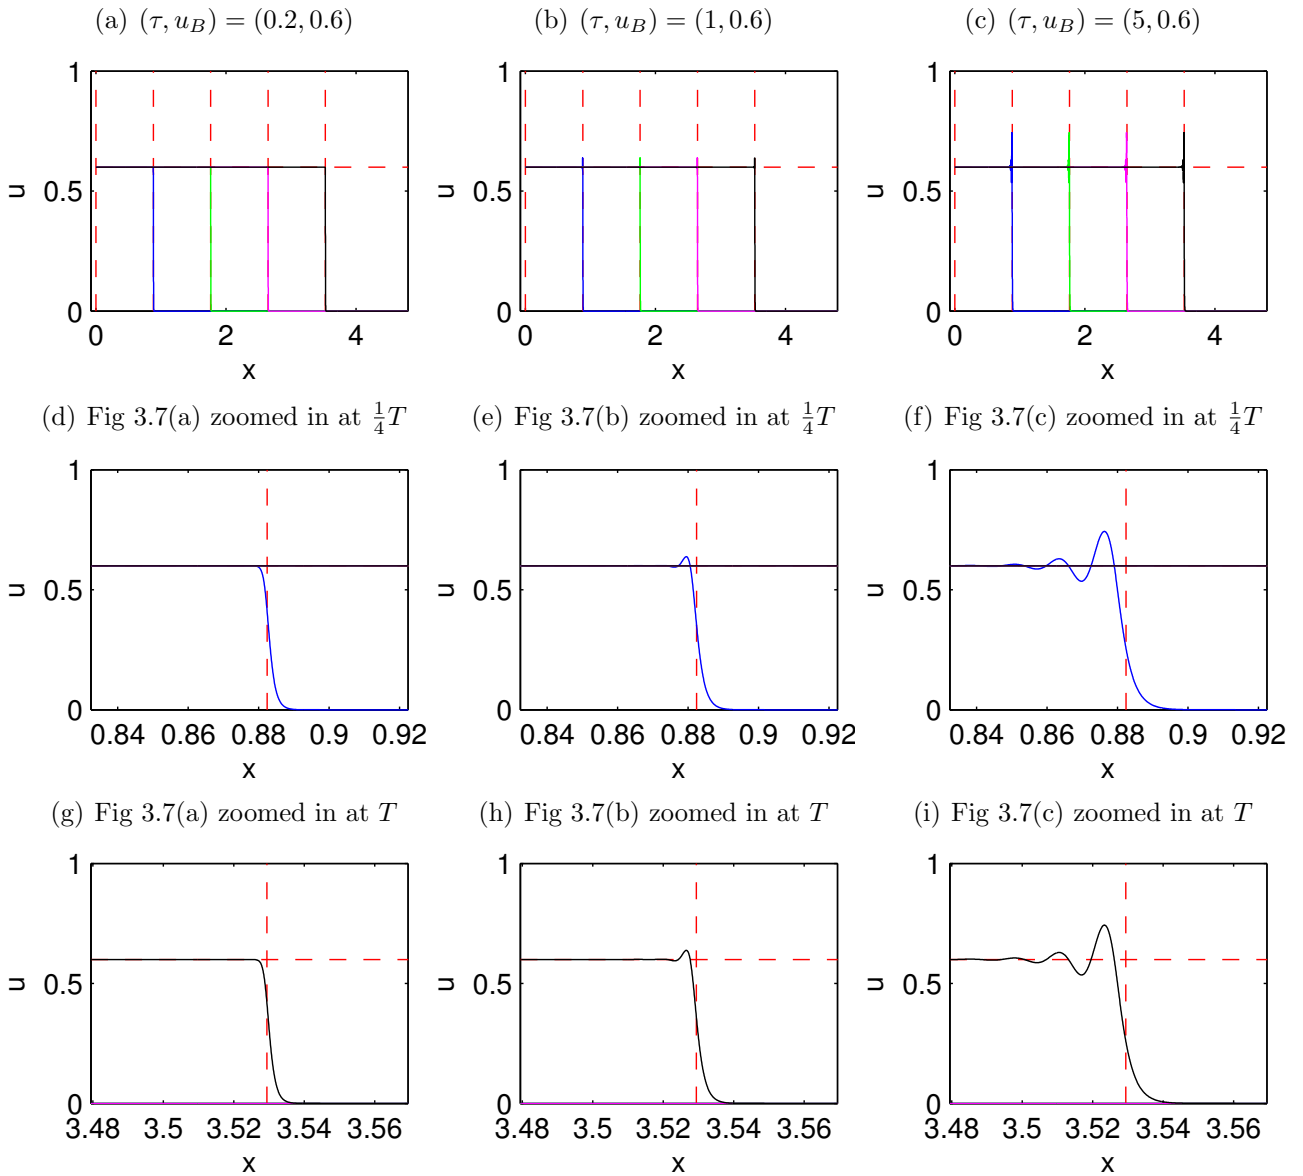 (a) (τ, u_B) = (0.2, 0.6)
(b) (τ, u_B) = (1, 0.6)
(c) (τ, u_B) = (5, 0.6)
1
0.5
0
u
0 2 4
x
1
0.5
0
u
0 2 4
x
1
0.5
0
u
0 2 4
x
(d) Fig 3.7(a) zoomed in at 1/4 T
(e) Fig 3.7(b) zoomed in at 1/4 T
(f) Fig 3.7(c) zoomed in at 1/4 T
1
0.5
0
u
0.84 0.86 0.88 0.9 0.92
x
1
0.5
0
u
0.84 0.86 0.88 0.9 0.92
x
1
0.5
0
u
0.84 0.86 0.88 0.9 0.92
x
(g) Fig 3.7(a) zoomed in at T
(h) Fig 3.7(b) zoomed in at T
(i) Fig 3.7(c) zoomed in at T
1
0.5
0
u
3.48 3.5 3.52 3.54 3.56
x
1
0.5
0
u
3.48 3.5 3.52 3.54 3.56
x
1
0.5
0
u
3.48 3.5 3.52 3.54 3.56
x